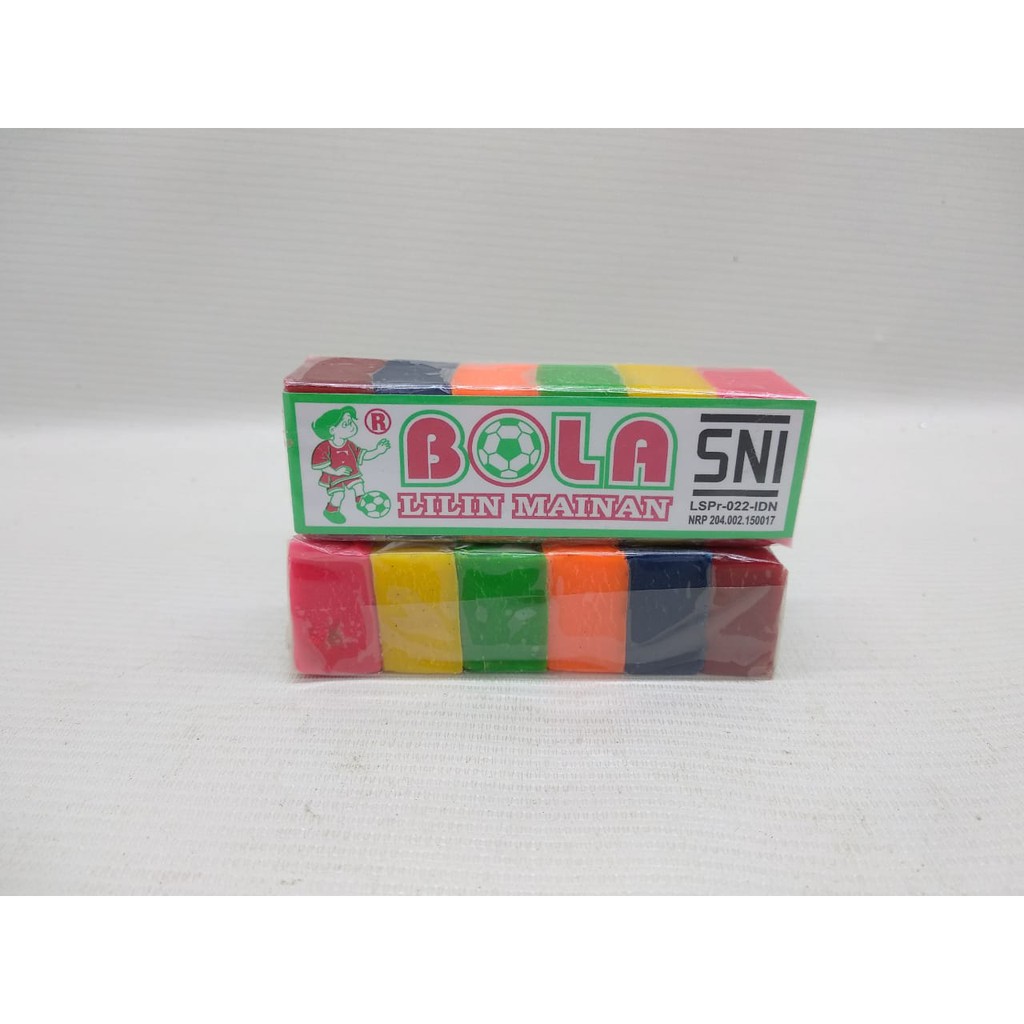 ® BOLA
LILIN MAINAN
SNI
LSPr-022-IDN
NRP 204.002.150017